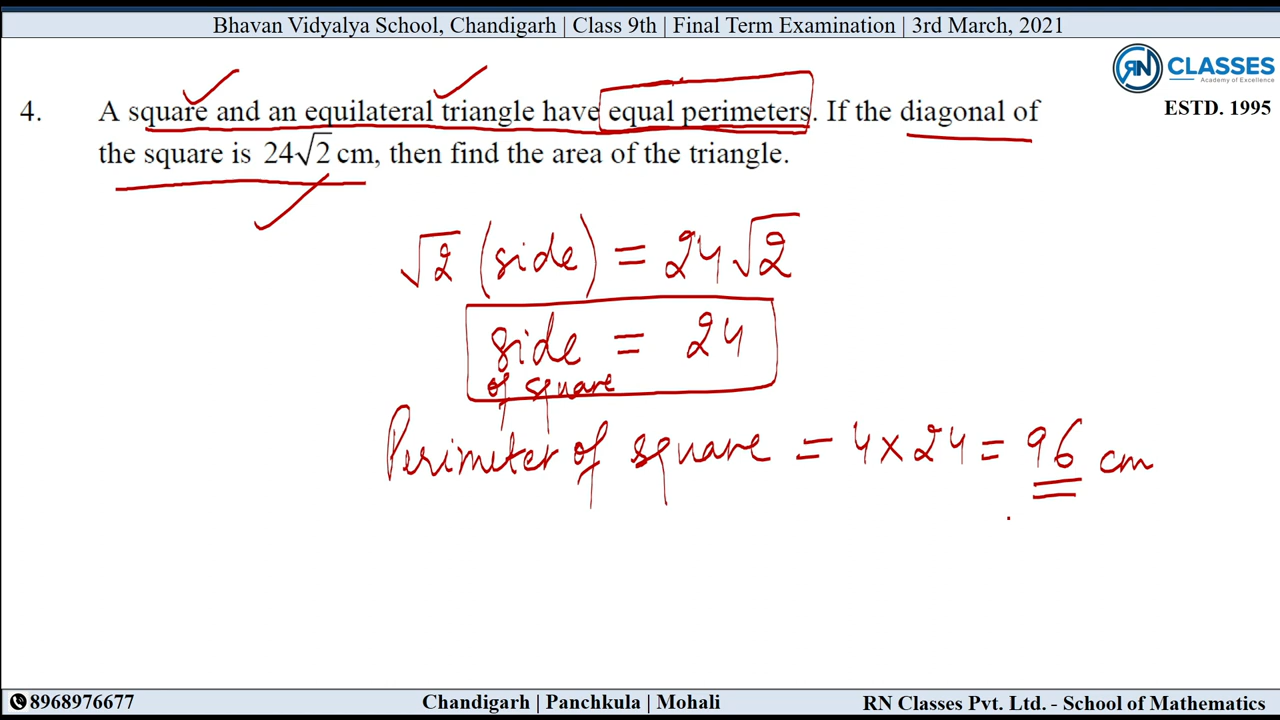 Bhavan Vidyalya School, Chandigarh | Class 9th | Final Term Examination | 3rd March, 2021
RN CLASSES
Academy of Excellence
ESTD. 1995
4. A square and an equilateral triangle have equal perimeters. If the diagonal of
the square is 24√2 cm, then find the area of the triangle.
√2 (side) = 24√2
side = 24
of square
Perimeter of square = 4 × 24 = 96 cm
8968976677
Chandigarh | Panchkula | Mohali
RN Classes Pvt. Ltd. - School of Mathematics